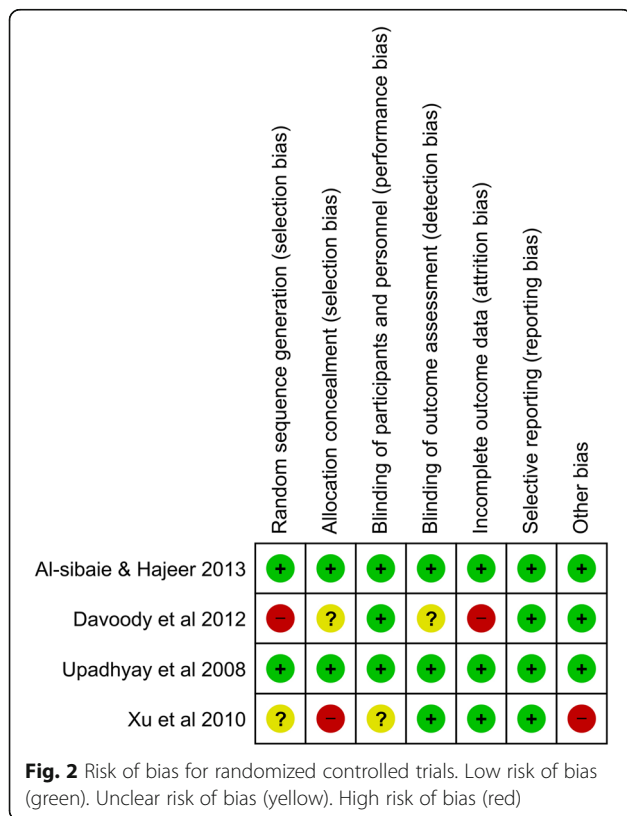 Random sequence generation (selection bias)
Allocation concealment (selection bias)
Blinding of participants and personnel (performance bias)
Blinding of outcome assessment (detection bias)
Incomplete outcome data (attrition bias)
Selective reporting (reporting bias)
Other bias
Al-sibaie & Hajeer 2013 + + + + + + +
Davoody et al 2012 − ? + ? − + +
Upadhyay et al 2008 + + + + + + +
Xu et al 2010 ? − ? + + + −
Fig. 2 Risk of bias for randomized controlled trials. Low risk of bias
(green). Unclear risk of bias (yellow). High risk of bias (red)